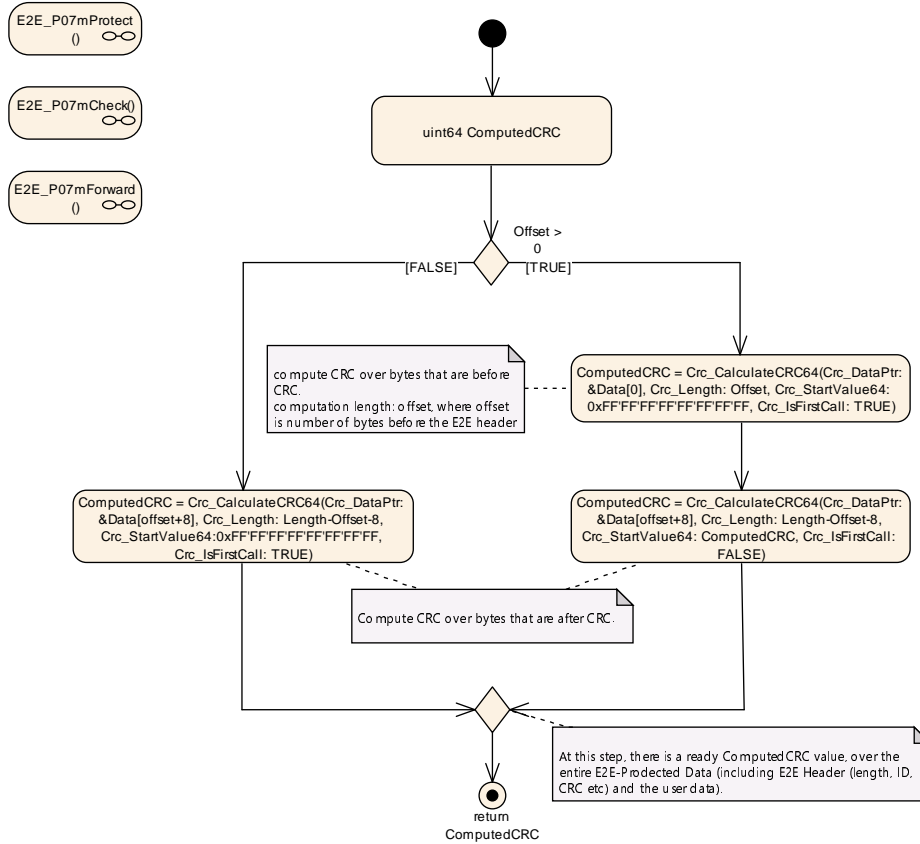 E2E_P07mProtect
()
E2E_P07mCheck()
E2E_P07mForward
()
uint64 ComputedCRC
Offset >
0
[FALSE]
[TRUE]
compute CRC over bytes that are before
CRC.
computation length: offset, where offset
is number of bytes before the E2E header
ComputedCRC = Crc_CalculateCRC64(Crc_DataPtr:
&Data[0], Crc_Length: Offset, Crc_StartValue64:
0xFF'FF'FF'FF'FF'FF'FF'FF, Crc_IsFirstCall: TRUE)
ComputedCRC = Crc_CalculateCRC64(Crc_DataPtr:
&Data[offset+8], Crc_Length: Length-Offset-8,
Crc_StartValue64:0xFF'FF'FF'FF'FF'FF'FF'FF,
Crc_IsFirstCall: TRUE)
ComputedCRC = Crc_CalculateCRC64(Crc_DataPtr:
&Data[offset+8], Crc_Length: Length-Offset-8,
Crc_StartValue64: ComputedCRC, Crc_IsFirstCall:
FALSE)
Compute CRC over bytes that are after CRC.
At this step, there is a ready ComputedCRC value, over the
entire E2E-Prodected Data (including E2E Header (length, ID,
CRC etc) and the user data).
return
ComputedCRC